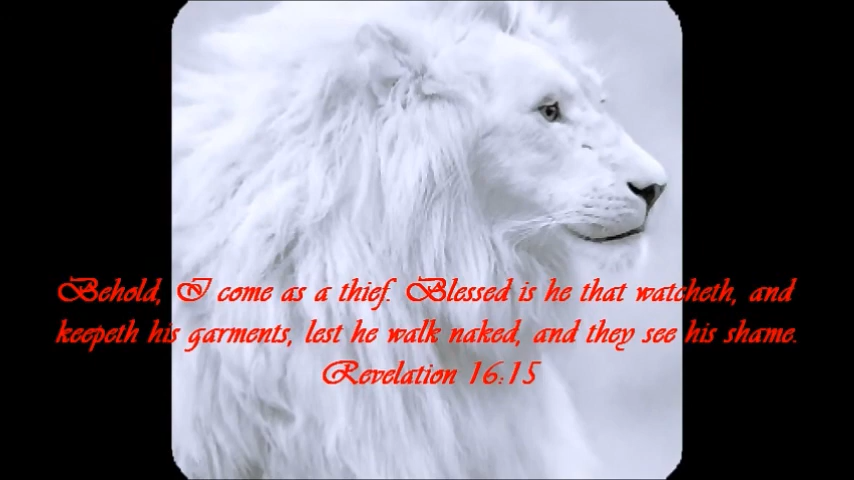 Behold, I come as a thief. Blessed is he that watcheth, and
keepeth his garments, lest he walk naked, and they see his shame.
Revelation 16:15